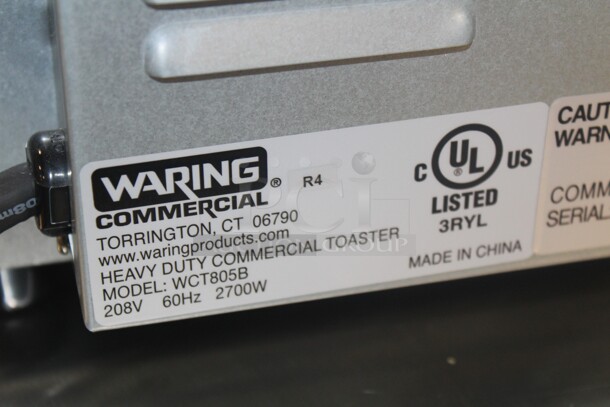 WARING® R4
COMMERCIAL
TORRINGTON, CT 06790
www.waringproducts.com
HEAVY DUTY COMMERCIAL TOASTER
MODEL: WCT805B
208V 60Hz 2700W
C UL US
LISTED
3RYL
MADE IN CHINA
CAUT
WARN
COMM
SERIAL
GROUP